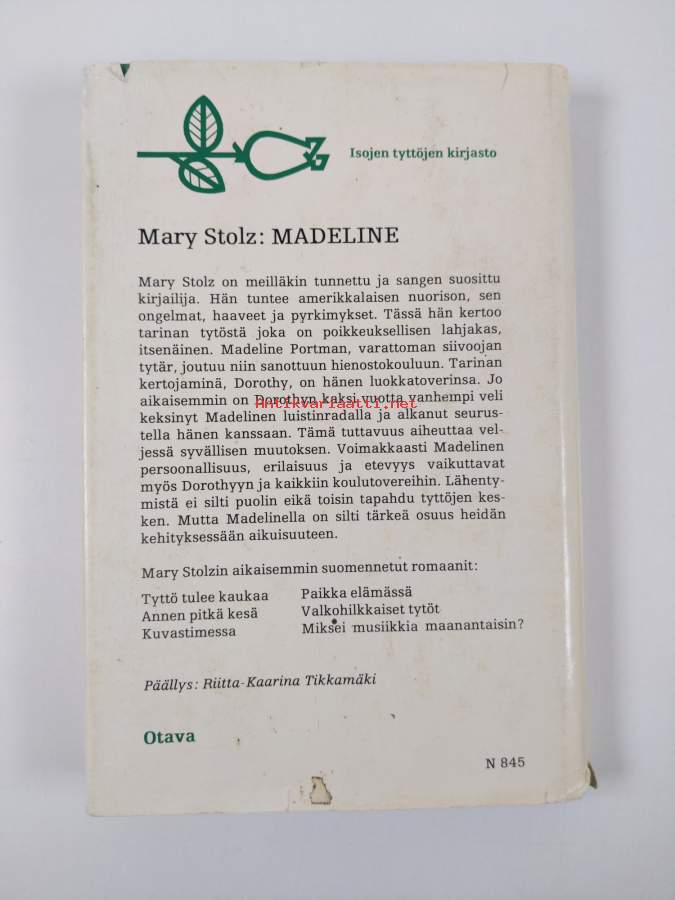 Isojen tyttöjen kirjasto
Mary Stolz: MADELINE
Mary Stolz on meilläkin tunnettu ja sangen suosittu
kirjailija. Hän tuntee amerikkalaisen nuorison, sen
ongelmat, haaveet ja pyrkimykset. Tässä hän kertoo
tarinan tytöstä joka on poikkeuksellisen lahjakas,
itsenäinen. Madeline Portman, varattoman siivoojan
tytär, joutuu niin sanottuun hienostokouluun. Tarinan
kertojaminä, Dorothy, on hänen luokkatoverinsa. Jo
aikaisemmin on Dorothyn kaksi vuotta vanhempi veli
Antikvariaatti.net
keksinyt Madelinen luistinradalla ja alkanut seurus-
tella hänen kanssaan. Tämä tuttavuus aiheuttaa vel-
jessä syvällisen muutoksen. Voimakkaasti Madelinen
persoonallisuus, erilaisuus ja etevyys vaikuttavat
myös Dorothyyn ja kaikkiin koulutovereihin. Lähenty-
mistä ei silti puolin eikä toisin tapahdu tyttöjen kes-
ken. Mutta Madelinella on silti tärkeä osuus heidän
kehityksessään aikuisuuteen.
Mary Stolzin aikaisemmin suomennetut romaanit:
Tyttö tulee kaukaa Paikka elämässä
Annen pitkä kesä Valkohilkkaiset tytöt
Kuvastimessa Miksei musiikkia maanantaisin?
Päällys: Riitta-Kaarina Tikkamäki
Otava
N 845